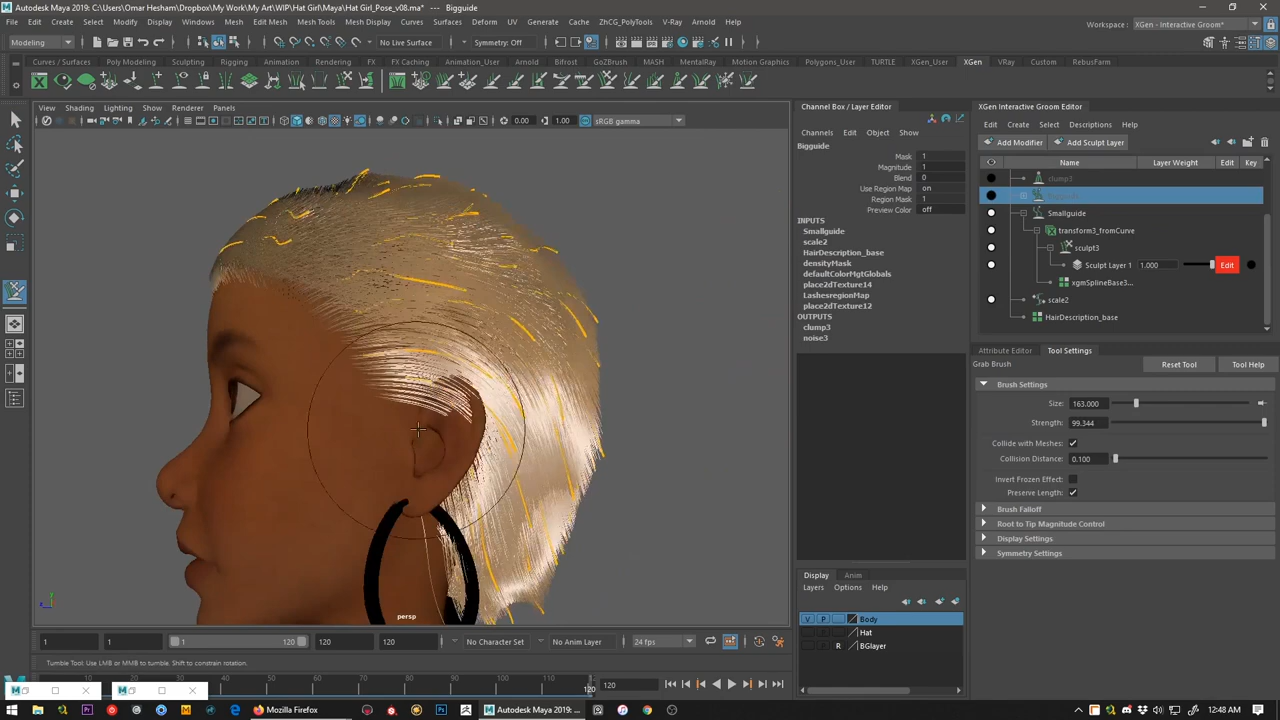 Autodesk Maya 2019: C:\Users\Omar Hesham\Dropbox\My Work\My Art\WIP\Hat Girl\Maya\Hat Girl_Pose_v08.ma* --- Bigguide
File Edit Create Select Modify Display Windows Mesh Edit Mesh Mesh Tools Mesh Display Curves Surfaces Deform UV Generate Cache ZhCG_PolyTools V-Ray Arnold Help
Workspace : XGen - Interactive Groom*
Modeling No Live Surface Symmetry: Off
Curves / Surfaces Poly Modeling Sculpting Rigging Animation Rendering FX FX Caching Animation_User Arnold Bifrost GoZBrush MASH MentalRay Motion Graphics Polygons_User TURTLE XGen_User XGen VRay Custom RebusFarm
View Shading Lighting Show Renderer Panels
0.00 1.00 sRGB gamma
persp
Channel Box / Layer Editor
Channels Edit Object Show
Bigguide
Mask 1
Magnitude 1
Blend 0
Use Region Map on
Region Mask 1
Preview Color off
INPUTS
Smallguide
scale2
HairDescription_base
densityMask
defaultColorMgtGlobals
place2dTexture14
LashesregionMap
place2dTexture12
OUTPUTS
clump3
noise3
Display Anim
Layers Options Help
V P Body
Hat
R BGlayer
XGen Interactive Groom Editor
Edit Create Select Descriptions Help
Add Modifier Add Sculpt Layer
Name Layer Weight Edit Key
clump3
Smallguide
transform3_fromCurve
sculpt3
Sculpt Layer 1 1.000 Edit
xgmSplineBase3...
scale2
HairDescription_base
Attribute Editor Tool Settings
Grab Brush Reset Tool Tool Help
Brush Settings
Size: 163.000
Strength: 99.344
Collide with Meshes:
Collision Distance: 0.100
Invert Frozen Effect:
Preserve Length:
Brush Falloff
Root to Tip Magnitude Control
Display Settings
Symmetry Settings
1 1 1 120 120 120 No Character Set No Anim Layer 24 fps
Tumble Tool: Use LMB or MMB to tumble. Shift to constrain rotation.
50 60 70 80 90 100 110 120 120
Mozilla Firefox Autodesk Maya 2019:... 12:48 AM